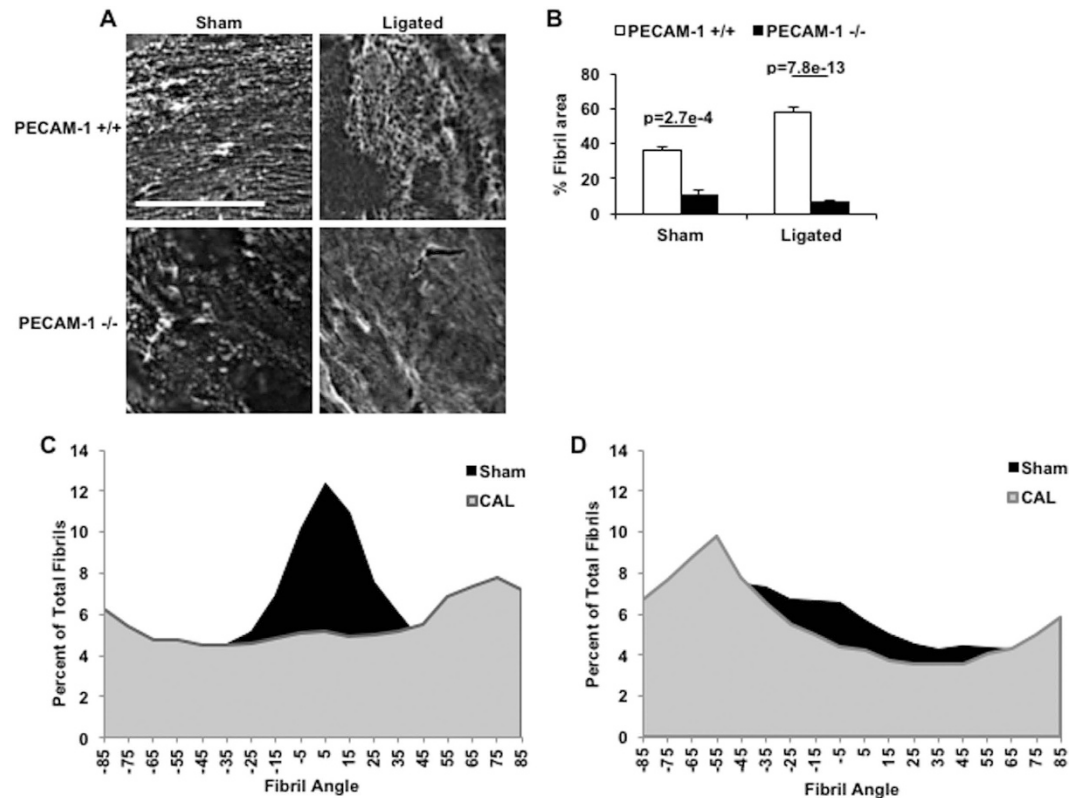 A
Sham
Ligated
PECAM-1 +/+
PECAM-1 -/-
B
PECAM-1 +/+ PECAM-1 -/-
p=7.8e-13
p=2.7e-4
% Fibril area
80
60
40
20
0
Sham
Ligated
C
Sham
CAL
Percent of Total Fibrils
14
12
10
8
6
4
2
0
-85 -75 -65 -55 -45 -35 -25 -15 -5 5 15 25 35 45 55 65 75 85
Fibril Angle
D
Sham
CAL
Percent of Total Fibrils
14
12
10
8
6
4
2
0
-85 -75 -65 -55 -45 -35 -25 -15 -5 5 15 25 35 45 55 65 75 85
Fibril Angle